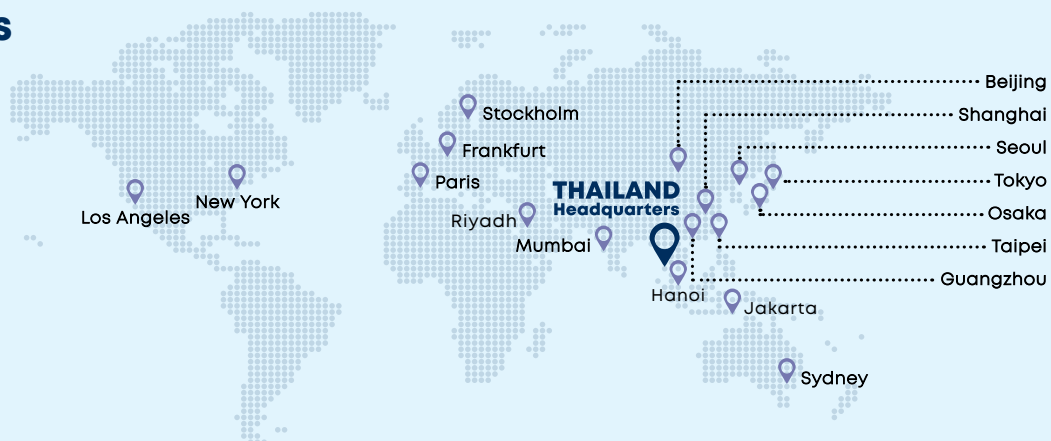 s
Beijing
Stockholm
Shanghai
Frankfurt
Seoul
Paris
Tokyo
THAILAND
Headquarters
Los Angeles
New York
Riyadh
Osaka
Mumbai
Taipei
Guangzhou
Hanoi
Jakarta
Sydney